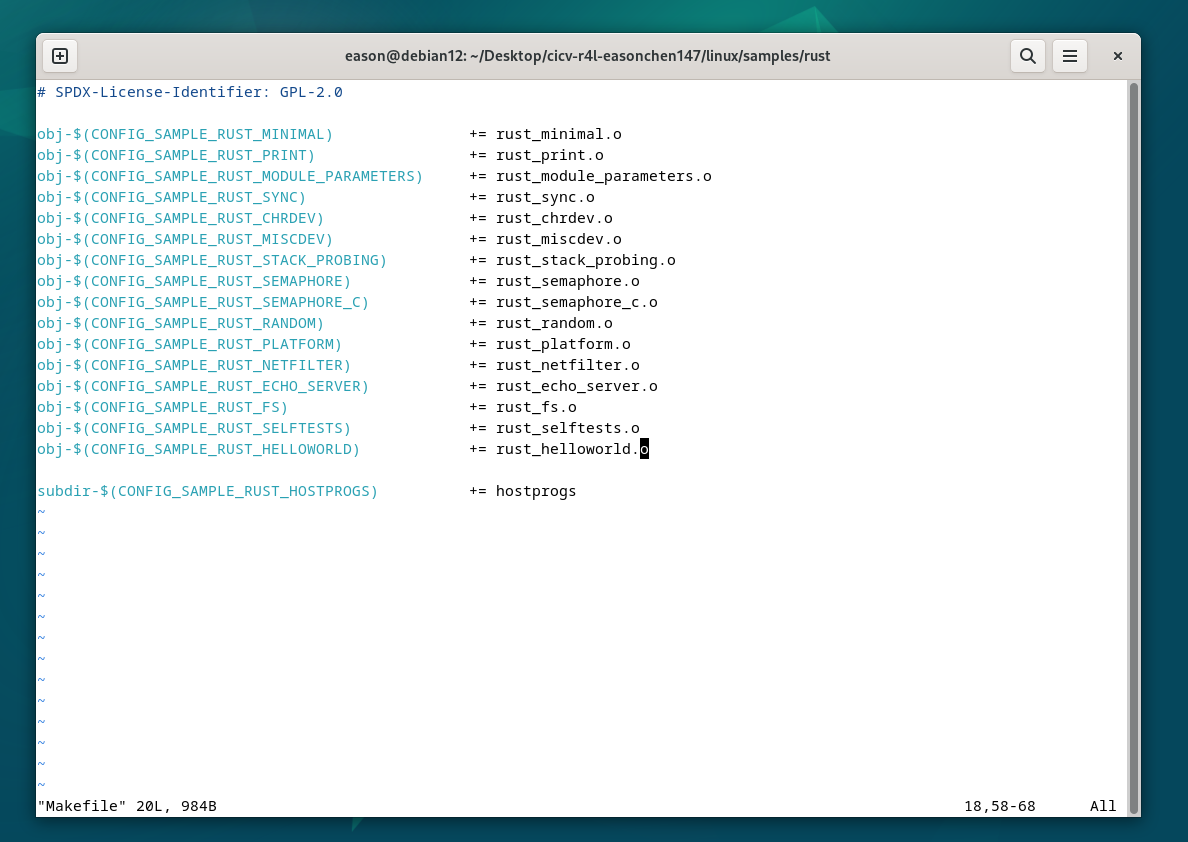 eason@debian12: ~/Desktop/cicv-r4l-easonchen147/linux/samples/rust
# SPDX-License-Identifier: GPL-2.0
obj-$(CONFIG_SAMPLE_RUST_MINIMAL) += rust_minimal.o
obj-$(CONFIG_SAMPLE_RUST_PRINT) += rust_print.o
obj-$(CONFIG_SAMPLE_RUST_MODULE_PARAMETERS) += rust_module_parameters.o
obj-$(CONFIG_SAMPLE_RUST_SYNC) += rust_sync.o
obj-$(CONFIG_SAMPLE_RUST_CHRDEV) += rust_chrdev.o
obj-$(CONFIG_SAMPLE_RUST_MISCDEV) += rust_miscdev.o
obj-$(CONFIG_SAMPLE_RUST_STACK_PROBING) += rust_stack_probing.o
obj-$(CONFIG_SAMPLE_RUST_SEMAPHORE) += rust_semaphore.o
obj-$(CONFIG_SAMPLE_RUST_SEMAPHORE_C) += rust_semaphore_c.o
obj-$(CONFIG_SAMPLE_RUST_RANDOM) += rust_random.o
obj-$(CONFIG_SAMPLE_RUST_PLATFORM) += rust_platform.o
obj-$(CONFIG_SAMPLE_RUST_NETFILTER) += rust_netfilter.o
obj-$(CONFIG_SAMPLE_RUST_ECHO_SERVER) += rust_echo_server.o
obj-$(CONFIG_SAMPLE_RUST_FS) += rust_fs.o
obj-$(CONFIG_SAMPLE_RUST_SELFTESTS) += rust_selftests.o
obj-$(CONFIG_SAMPLE_RUST_HELLOWORLD) += rust_helloworld.o
subdir-$(CONFIG_SAMPLE_RUST_HOSTPROGS) += hostprogs
~
~
~
~
~
~
~
~
~
~
~
~
~
~
"Makefile" 20L, 984B 18,58-68 All